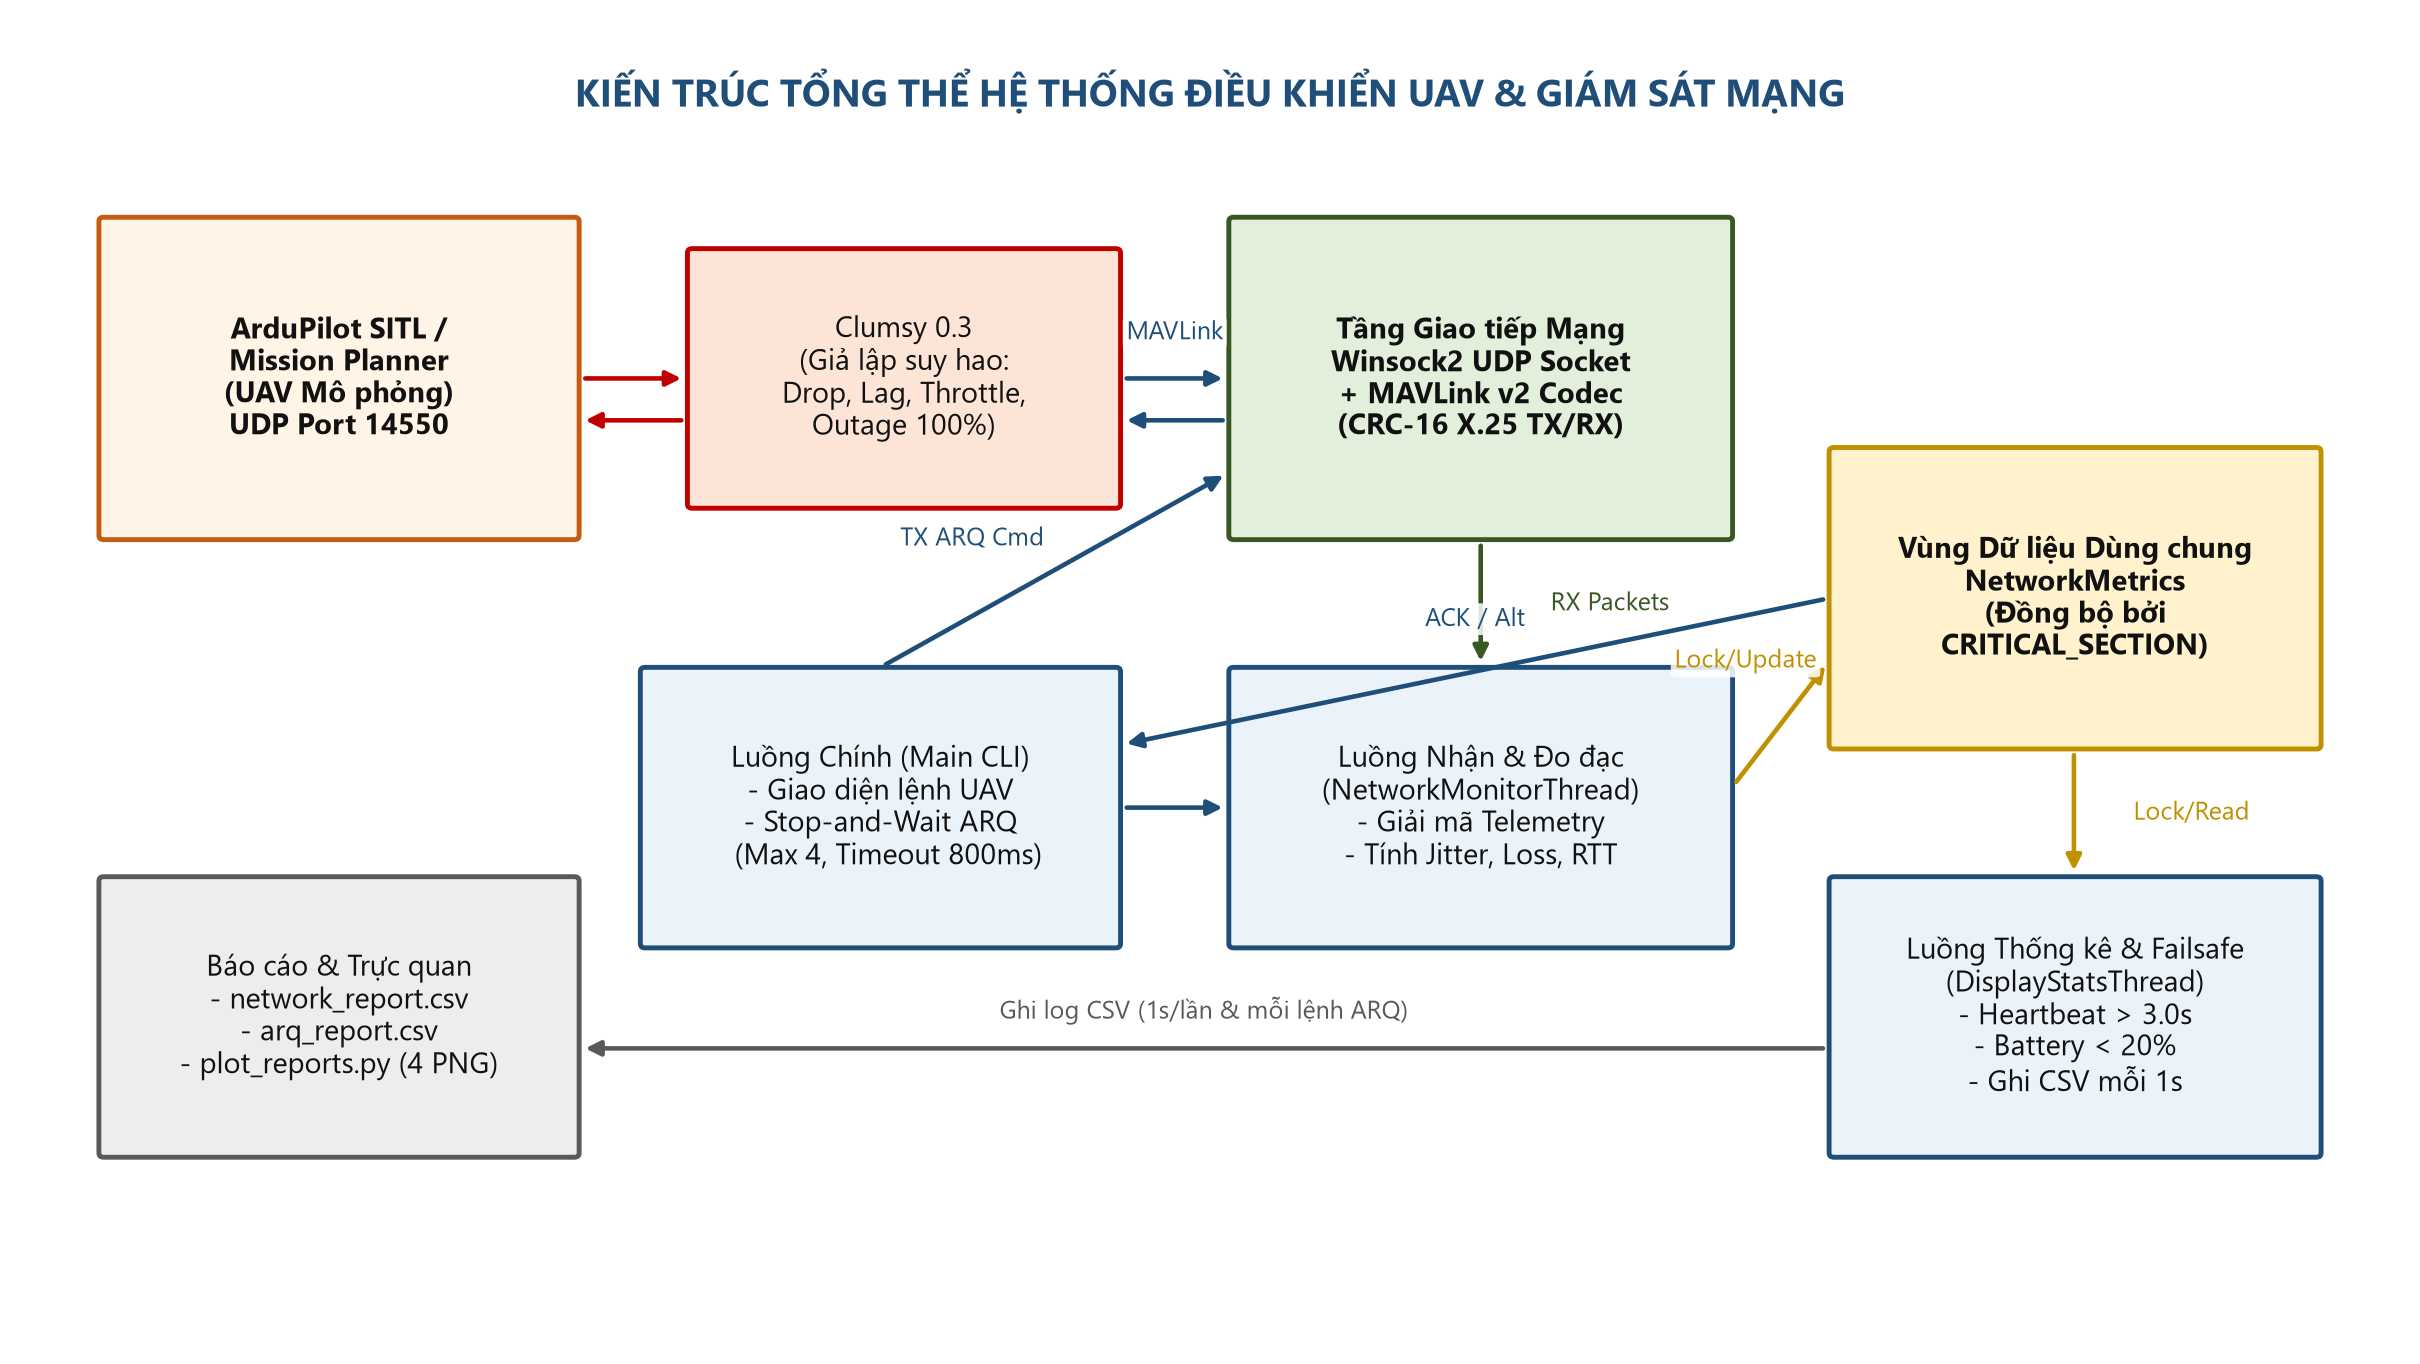 KIẾN TRÚC TỔNG THỂ HỆ THỐNG ĐIỀU KHIỂN UAV & GIÁM SÁT MẠNG
ArduPilot SITL /
Mission Planner
(UAV Mô phỏng)
UDP Port 14550
Clumsy 0.3
(Giả lập suy hao:
Drop, Lag, Throttle,
Outage 100%)
MAVLink
Tầng Giao tiếp Mạng
Winsock2 UDP Socket
+ MAVLink v2 Codec
(CRC-16 X.25 TX/RX)
TX ARQ Cmd
RX Packets
ACK / Alt
Lock/Update
Vùng Dữ liệu Dùng chung
NetworkMetrics
(Đồng bộ bởi
CRITICAL_SECTION)
Luồng Chính (Main CLI)
- Giao diện lệnh UAV
- Stop-and-Wait ARQ
(Max 4, Timeout 800ms)
Luồng Nhận & Đo đạc
(NetworkMonitorThread)
- Giải mã Telemetry
- Tính Jitter, Loss, RTT
Lock/Read
Báo cáo & Trực quan
- network_report.csv
- arq_report.csv
- plot_reports.py (4 PNG)
Ghi log CSV (1s/lần & mỗi lệnh ARQ)
Luồng Thống kê & Failsafe
(DisplayStatsThread)
- Heartbeat > 3.0s
- Battery < 20%
- Ghi CSV mỗi 1s